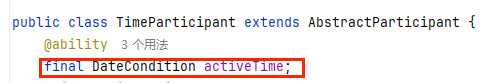 public class TimeParticipant extends AbstractParticipant {
@ability 3 个用法
final DateCondition activeTime;